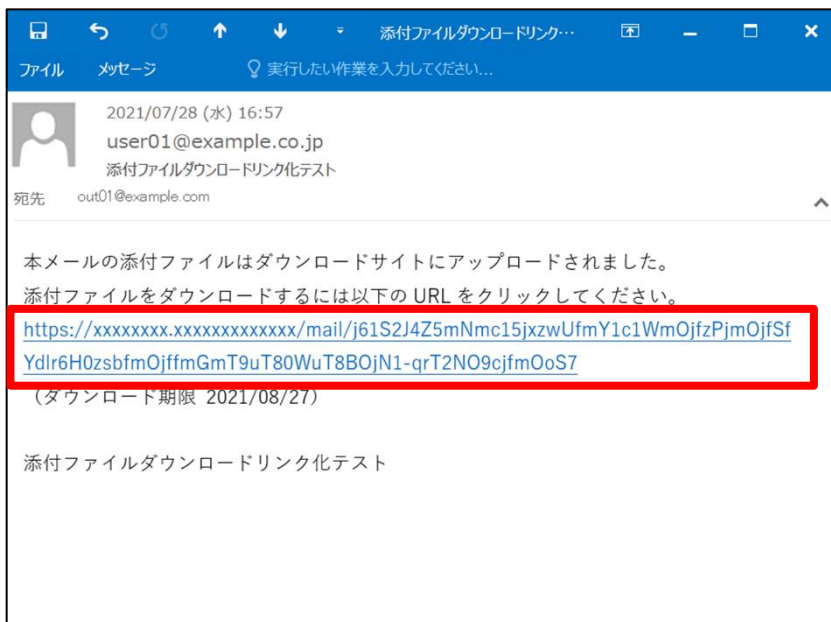 添付ファイルダウンロードリンク…
ファイル メッセージ 実行したい作業を入力してください...
2021/07/28 (水) 16:57
user01@example.co.jp
添付ファイルダウンロードリンク化テスト
宛先 out01@example.com
本メールの添付ファイルはダウンロードサイトにアップロードされました。
添付ファイルをダウンロードするには以下の URL をクリックしてください。
https://xxxxxxxx.xxxxxxxxxxxxx/mail/j61S2J4Z5mNmc15jxzwUfmY1c1WmOjfzPjmOjfSf
YdIr6H0zsbfmOjffmGmT9uT80WuT8BOjN1-qrT2NO9cjfmOoS7
（ダウンロード期限 2021/08/27）
添付ファイルダウンロードリンク化テスト